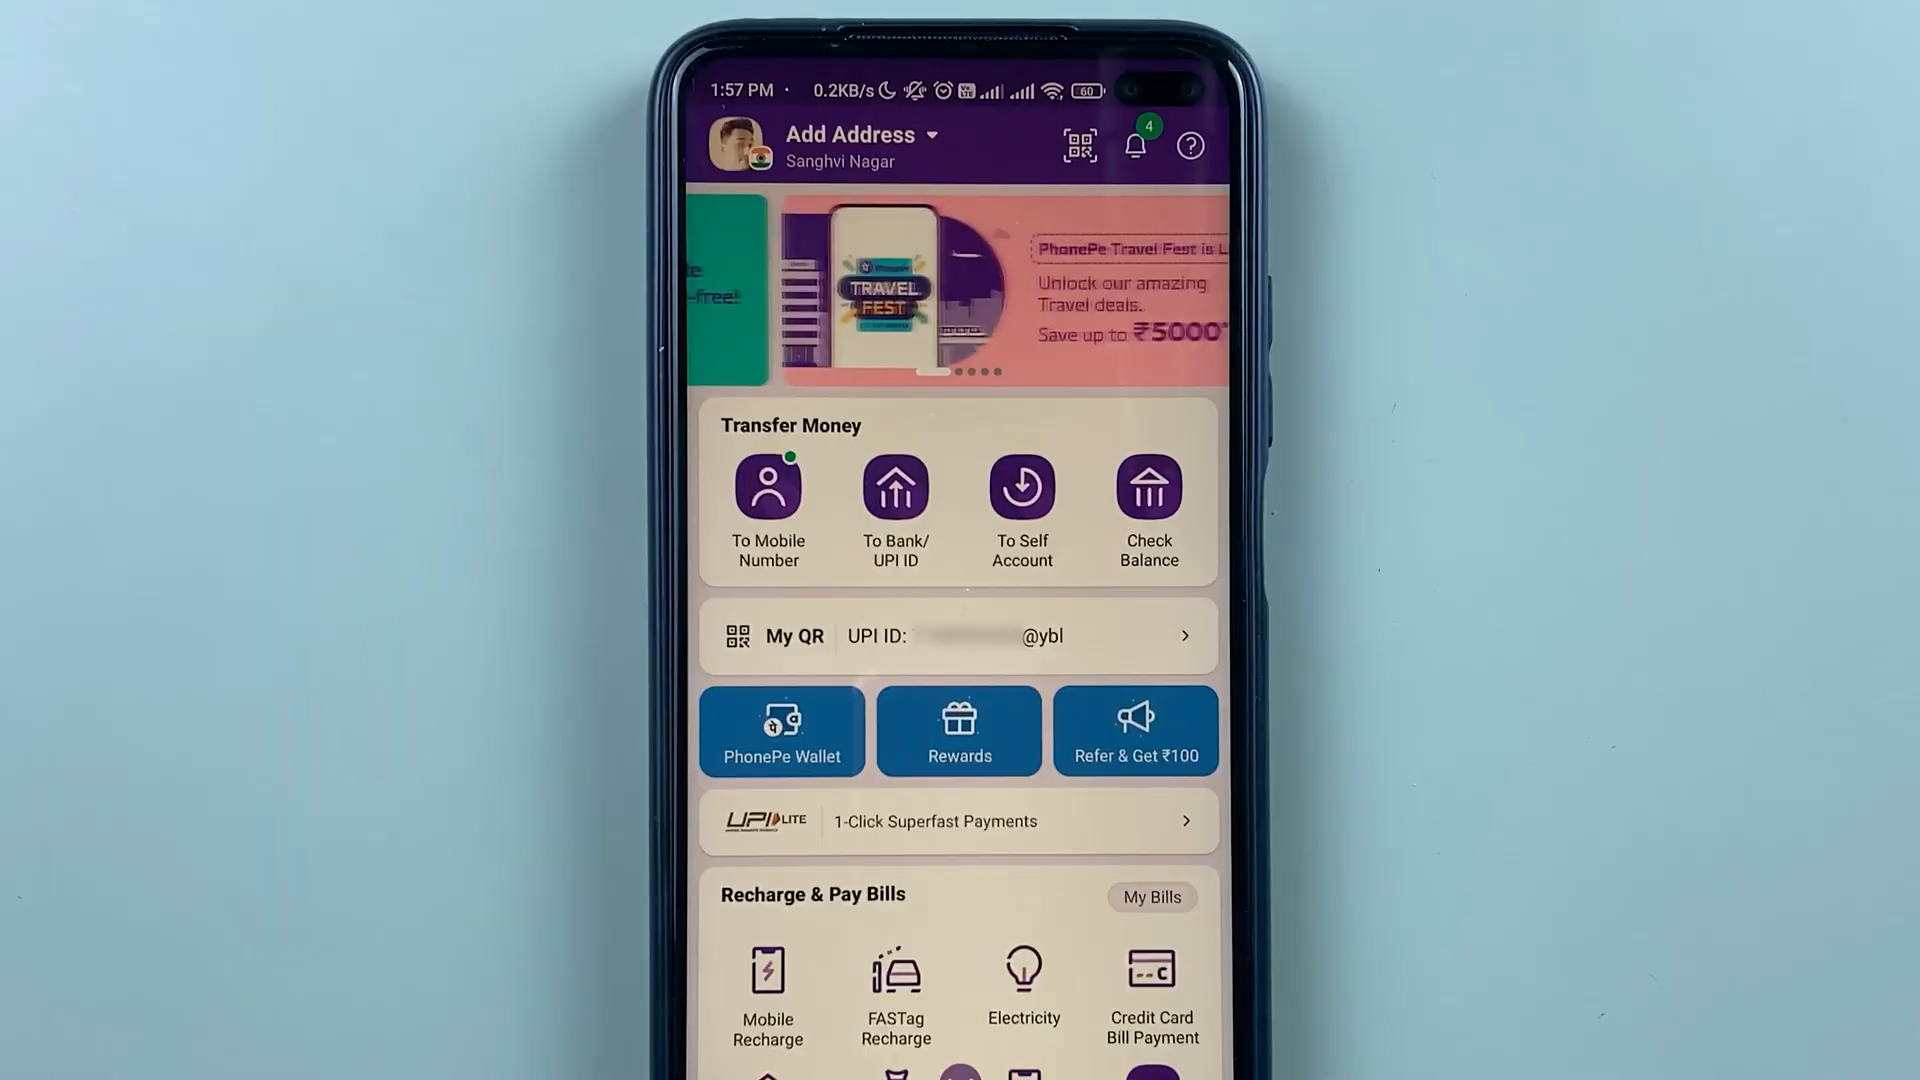 1:57 PM · 0.2KB/s 60
Add Address
Sanghvi Nagar
4
-free!
TRAVEL
FEST
PhonePe Travel Fest is L
Unlock our amazing
Travel deals.
Save up to ₹5000*
Transfer Money
To Mobile
Number
To Bank/
UPI ID
To Self
Account
Check
Balance
My QR UPI ID: @ybl
PhonePe Wallet
Rewards
Refer & Get ₹100
UPI LITE 1-Click Superfast Payments
Recharge & Pay Bills
My Bills
Mobile
Recharge
FASTag
Recharge
Electricity
Credit Card
Bill Payment